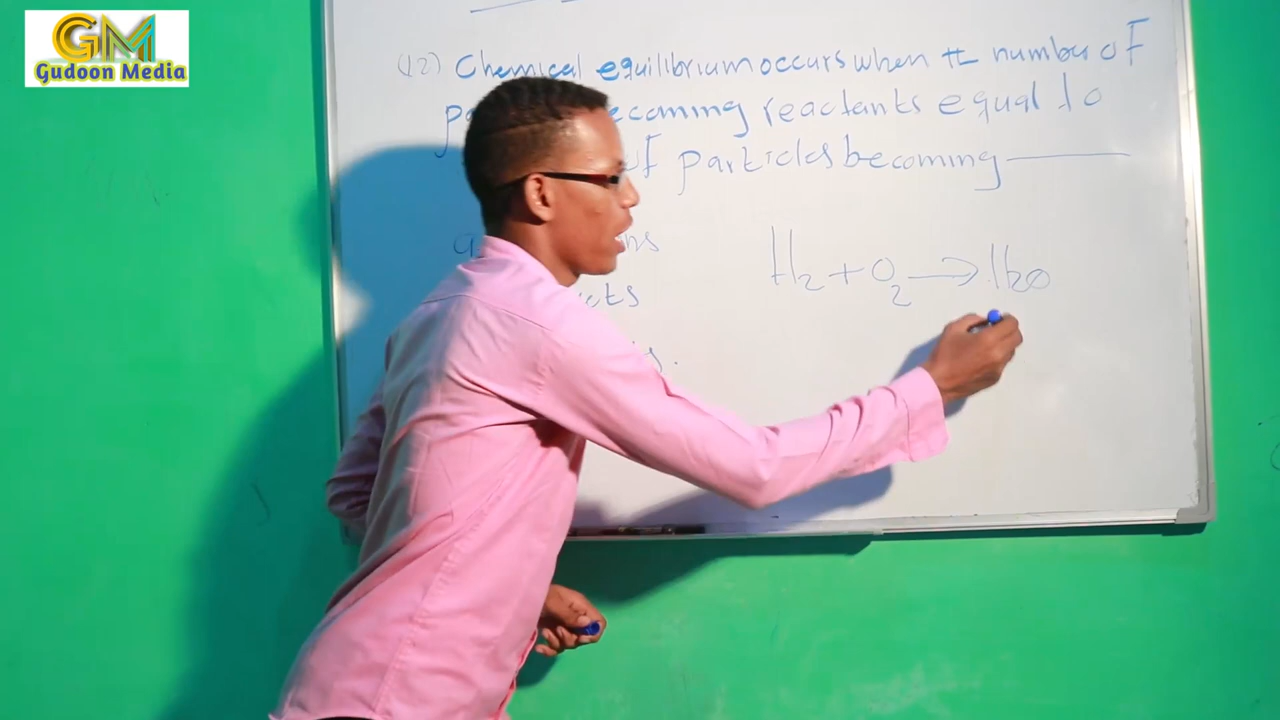 GM
Gudoon Media
(12) Chemical equilibrium occurs when the number of
becoming reactants equal to
of particles becoming
H2 + O2 → H2O